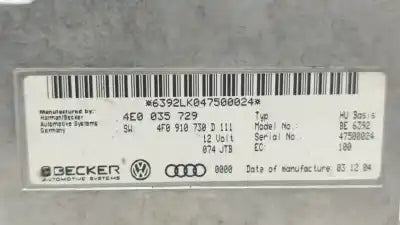 *6392LK047500024*
Manufactured by:
Harman/Becker
Automotive Systems
Germany
4E0 035 729
SW: 4F0 910 730 D 111
12 Volt
074 JTB
Typ HU Basis
Model No.: BE 6392
Serial No.: 47500024
EC: 100
BECKER
AUTOMOTIVE SYSTEMS
0000
Date of manufacture: 03.12.04